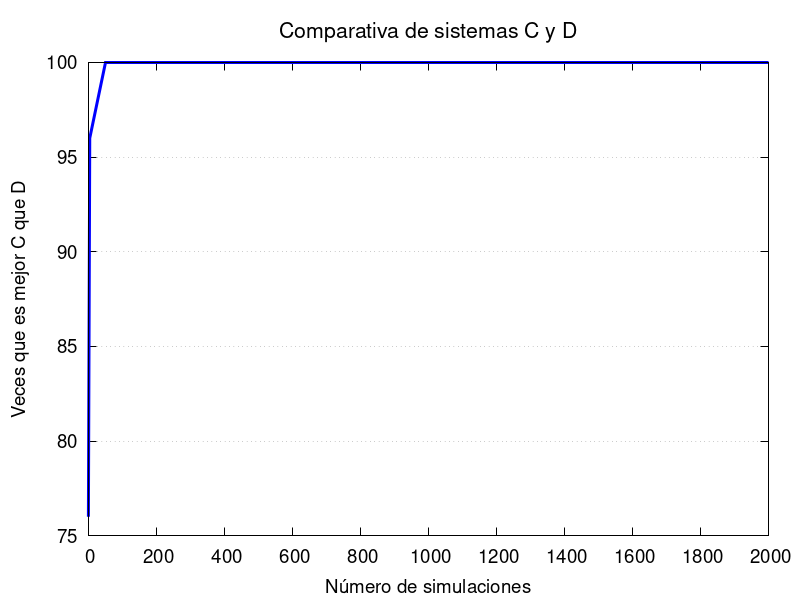 Comparativa de sistemas C y D
100
95
90
85
80
75
Veces que es mejor C que D
0 200 400 600 800 1000 1200 1400 1600 1800 2000
Número de simulaciones